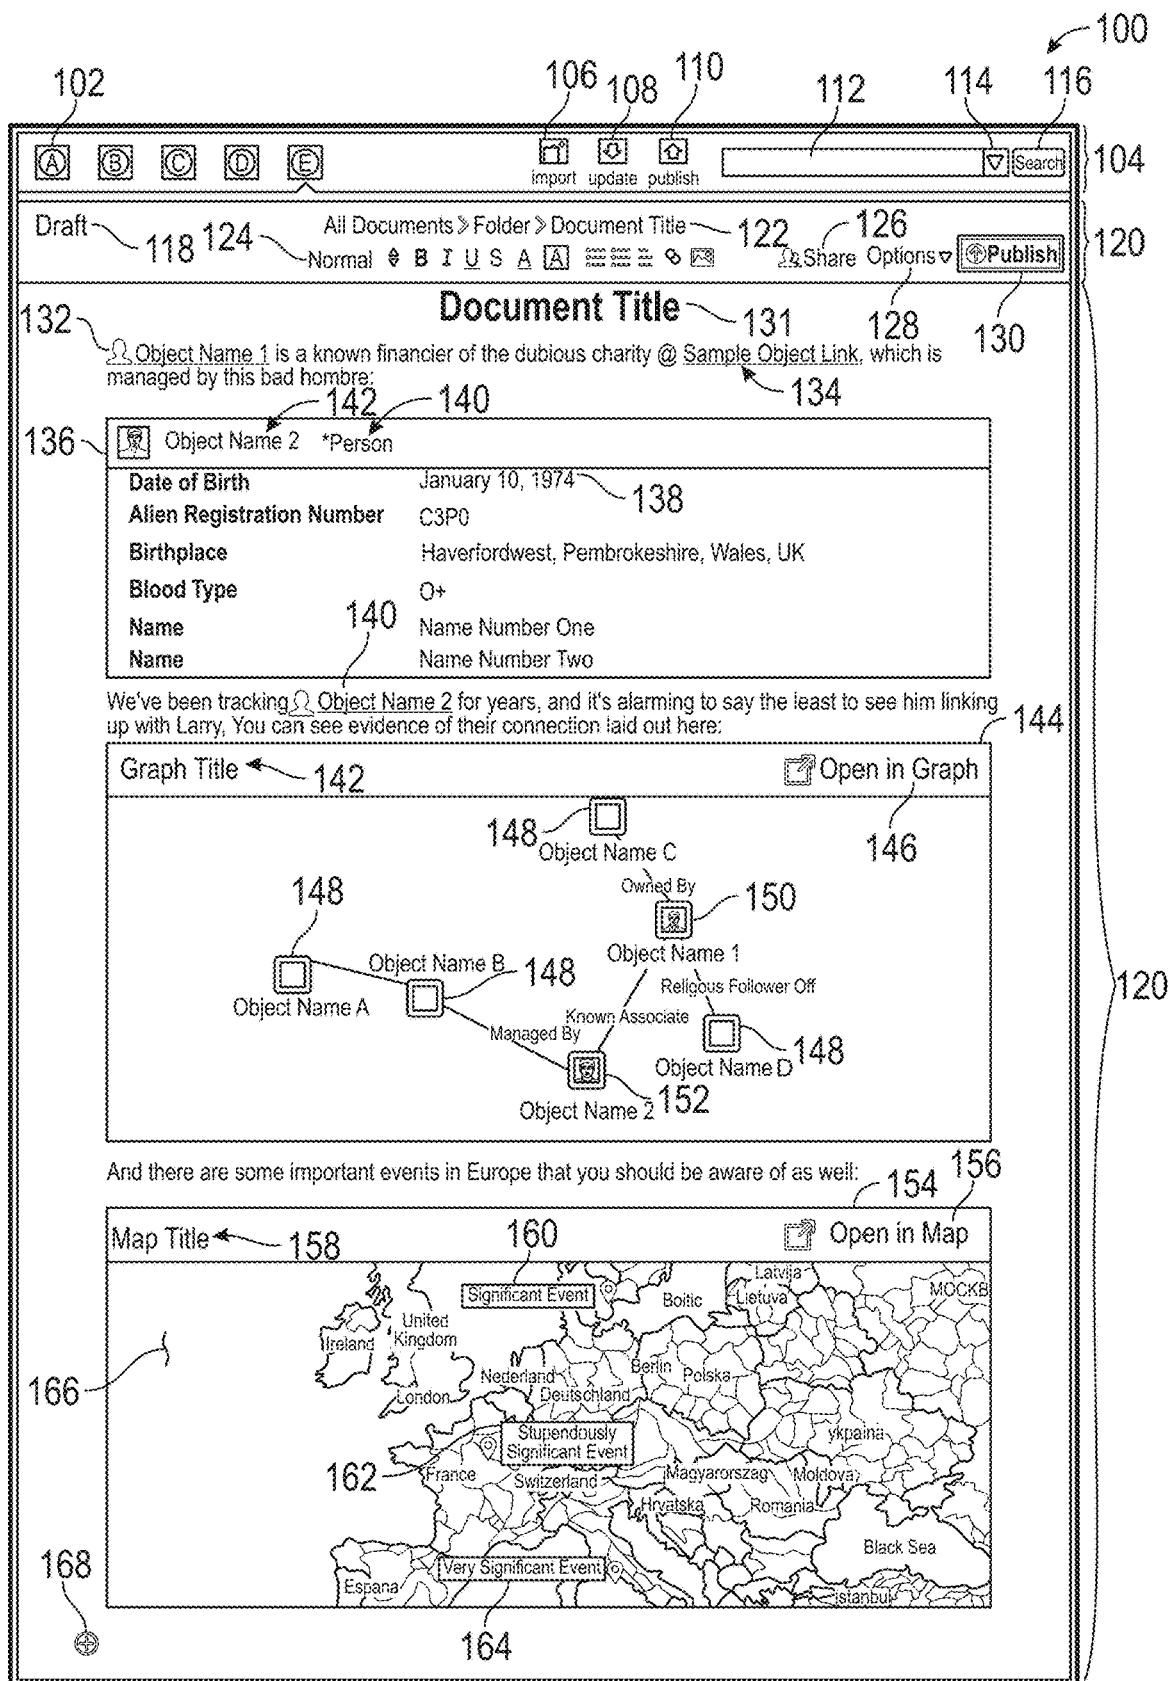 100
102
106
108
110
112
114
116
A B C D E
import update publish
Search
104
Draft
118
124
All Documents > Folder > Document Title
122
126
120
Normal B I U S A A
Share Options Publish
128
130
Document Title
131
132
Object Name 1 is a known financier of the dubious charity @ Sample Object Link, which is
managed by this bad hombre:
134
142
140
136
Object Name 2 *Person
Date of Birth January 10, 1974
138
Alien Registration Number C3P0
Birthplace Haverfordwest, Pembrokeshire, Wales, UK
Blood Type O+
140
Name Name Number One
Name Name Number Two
We've been tracking Object Name 2 for years, and it's alarming to say the least to see him linking
up with Larry, You can see evidence of their connection laid out here:
144
Graph Title
142
Open in Graph
146
148
Object Name C
Owned By
148
150
Object Name B
148
Object Name 1
Object Name A
Religous Follower Off
Managed By
Known Associate
148
Object Name D
152
Object Name 2
120
And there are some important events in Europe that you should be aware of as well:
154
156
Map Title
158
160
Open in Map
Significant Event
Latvija
Boitic
Lietuva
МОСКВ
Ireland
United
Kingdom
166
Nederland
Berlin
Polska
London
Deutschland
Stupendously
Significant Event
україна
162
France
Switzerland
Magyarorszag
Moldova
Hrvatska
Romania
Black Sea
168
Espana
Very Significant Event
istanbul
164